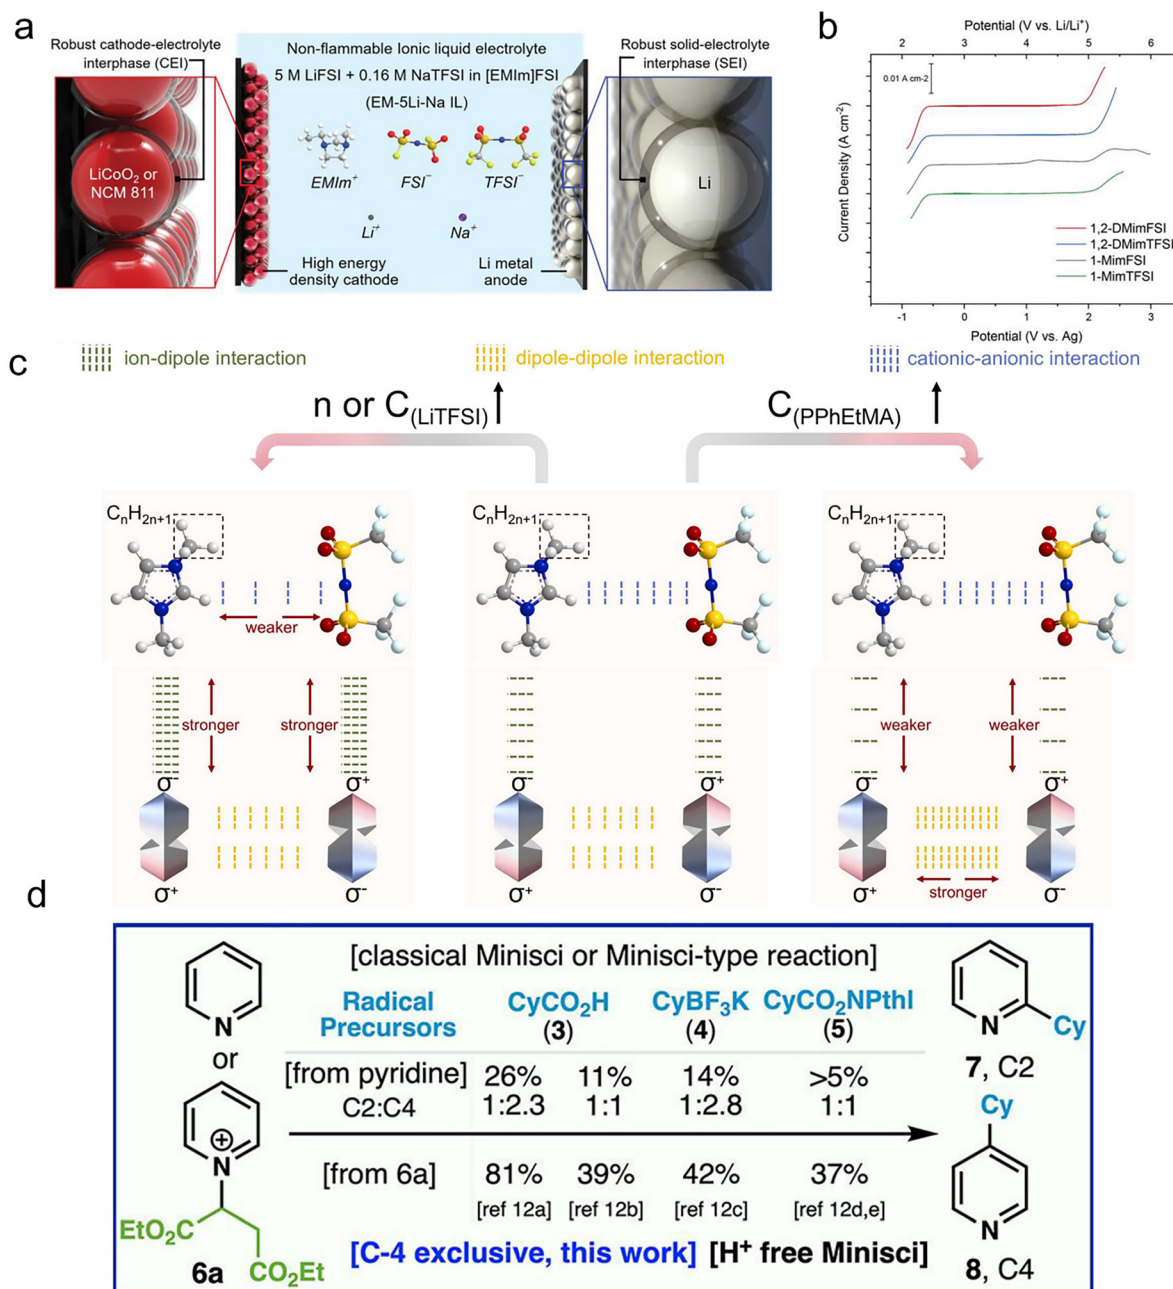 a
Robust cathode-electrolyte
interphase (CEI)
LiCoO₂ or
NCM 811
Non-flammable Ionic liquid electrolyte
5 M LiFSI + 0.16 M NaTFSI in [EMIm]FSI
(EM-5Li-Na IL)
EMIm⁺
FSI⁻
TFSI⁻
Li⁺
Na⁺
High energy
density cathode
Li metal
anode
Robust solid-electrolyte
interphase (SEI)
Li
b
Potential (V vs. Li/Li⁺)
2 3 4 5 6
0.01 A cm-2
Current Density (A cm⁻²)
1,2-DMimFSI
1,2-DMimTFSI
1-MimFSI
1-MimTFSI
-1 0 1 2 3
Potential (V vs. Ag)
c
ion-dipole interaction
dipole-dipole interaction
cationic-anionic interaction
n or C(LiTFSI)
C(PPhEtMA)
CₙH₂ₙ₊₁
weaker
CₙH₂ₙ₊₁
CₙH₂ₙ₊₁
stronger
stronger
weaker
weaker
σ⁻ σ⁺ σ⁻ σ⁺ σ⁻ σ⁺
σ⁺ σ⁻ σ⁺ σ⁻ σ⁺ σ⁻
stronger
d
[classical Minisci or Minisci-type reaction]
Radical
Precursors
CyCO₂H
(3)
CyBF₃K
(4)
CyCO₂NPthI
(5)
[from pyridine] 26% 11% 14% >5%
C2:C4 1:2.3 1:1 1:2.8 1:1
[from 6a] 81% 39% 42% 37%
[ref 12a] [ref 12b] [ref 12c] [ref 12d,e]
[C-4 exclusive, this work] [H⁺ free Minisci]
N
or
N
EtO₂C
CO₂Et
6a
N
Cy
7, C2
Cy
N
8, C4